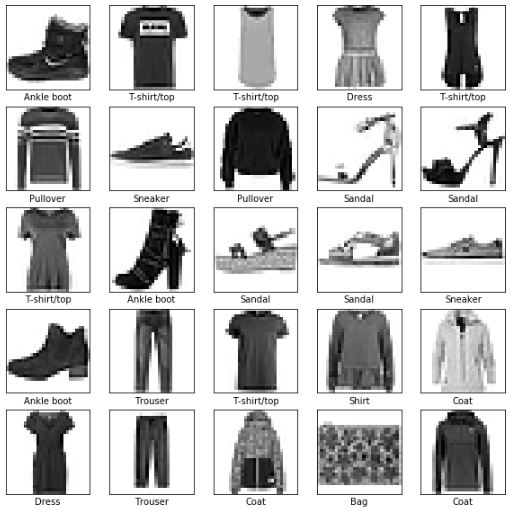 Ankle boot T-shirt/top T-shirt/top Dress T-shirt/top
Pullover Sneaker Pullover Sandal Sandal
T-shirt/top Ankle boot Sandal Sandal Sneaker
Ankle boot Trouser T-shirt/top Shirt Coat
Dress Trouser Coat Bag Coat